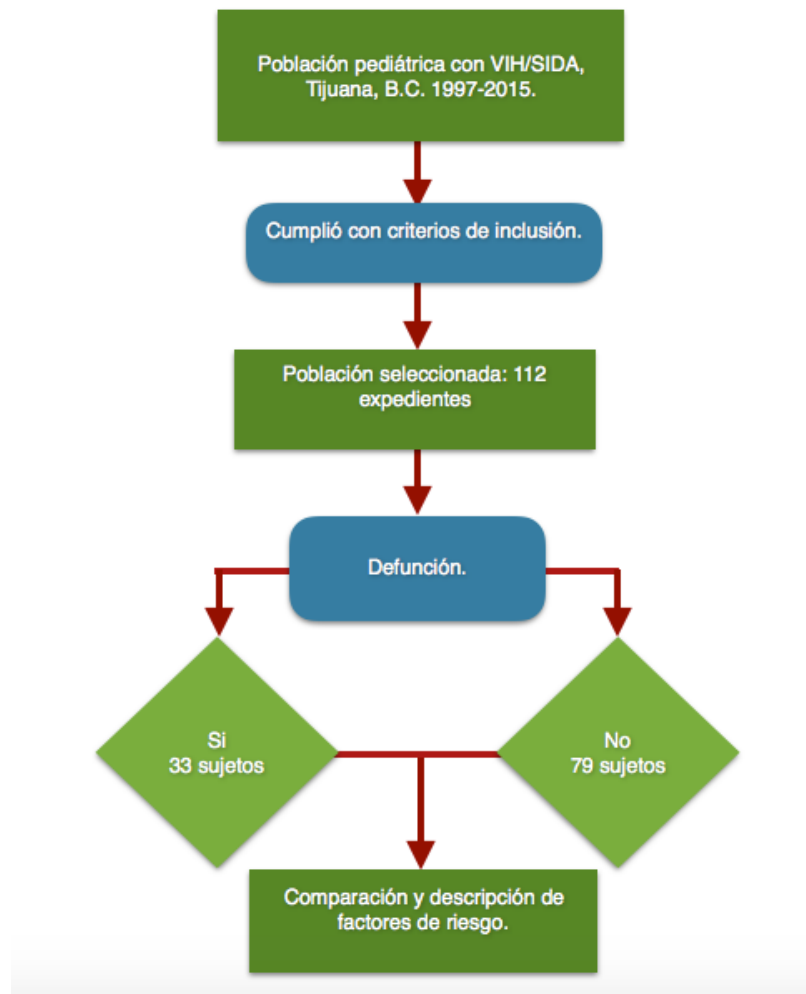 Población pediátrica con VIH/SIDA,
Tijuana, B.C. 1997-2015.
Cumplió con criterios de inclusión.
Población seleccionada: 112
expedientes
Defunción.
Si
33 sujetos
No
79 sujetos
Comparación y descripción de
factores de riesgo.